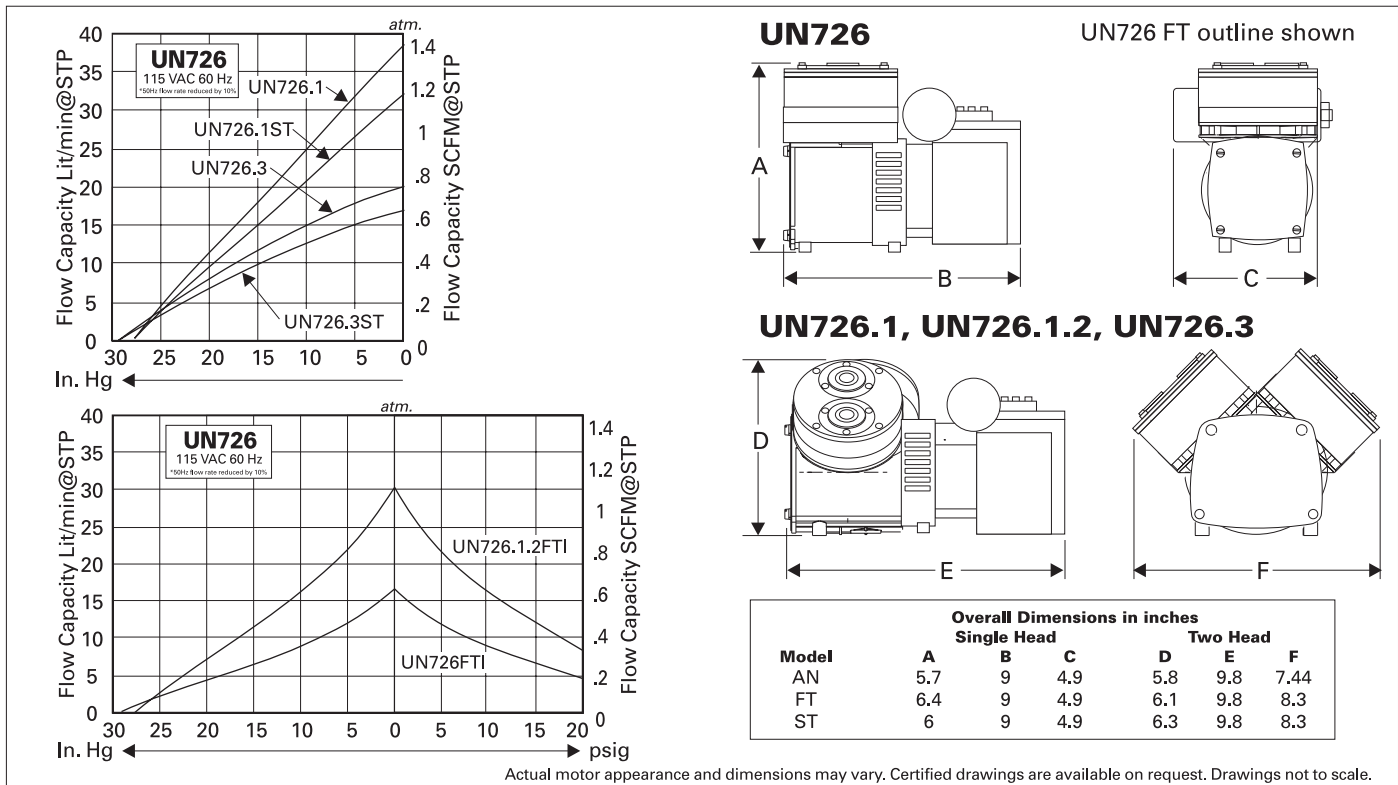 atm.
40
35
30
25
20
15
10
5
0
Flow Capacity Lit/min@STP
UN726
115 VAC 60 Hz
*50Hz flow rate reduced by 10%
UN726.1
UN726.1ST
UN726.3
UN726.3ST
1.4
1.2
1
.8
.6
.4
.2
0
Flow Capacity SCFM@STP
30 25 20 15 10 5 0
In. Hg
atm.
40
35
30
25
20
15
10
5
0
Flow Capacity Lit/min@STP
UN726
115 VAC 60 Hz
*50Hz flow rate reduced by 10%
UN726.1.2FTI
UN726FTI
1.4
1.2
1
.8
.6
.4
.2
0
Flow Capacity SCFM@STP
30 25 20 15 10 5 0 5 10 15 20
In. Hg psig
UN726
UN726 FT outline shown
A
B
C
UN726.1, UN726.1.2, UN726.3
D
E
F
Overall Dimensions in inches
Single Head Two Head
Model A B C D E F
AN 5.7 9 4.9 5.8 9.8 7.44
FT 6.4 9 4.9 6.1 9.8 8.3
ST 6 9 4.9 6.3 9.8 8.3
Actual motor appearance and dimensions may vary. Certified drawings are available on request. Drawings not to scale.